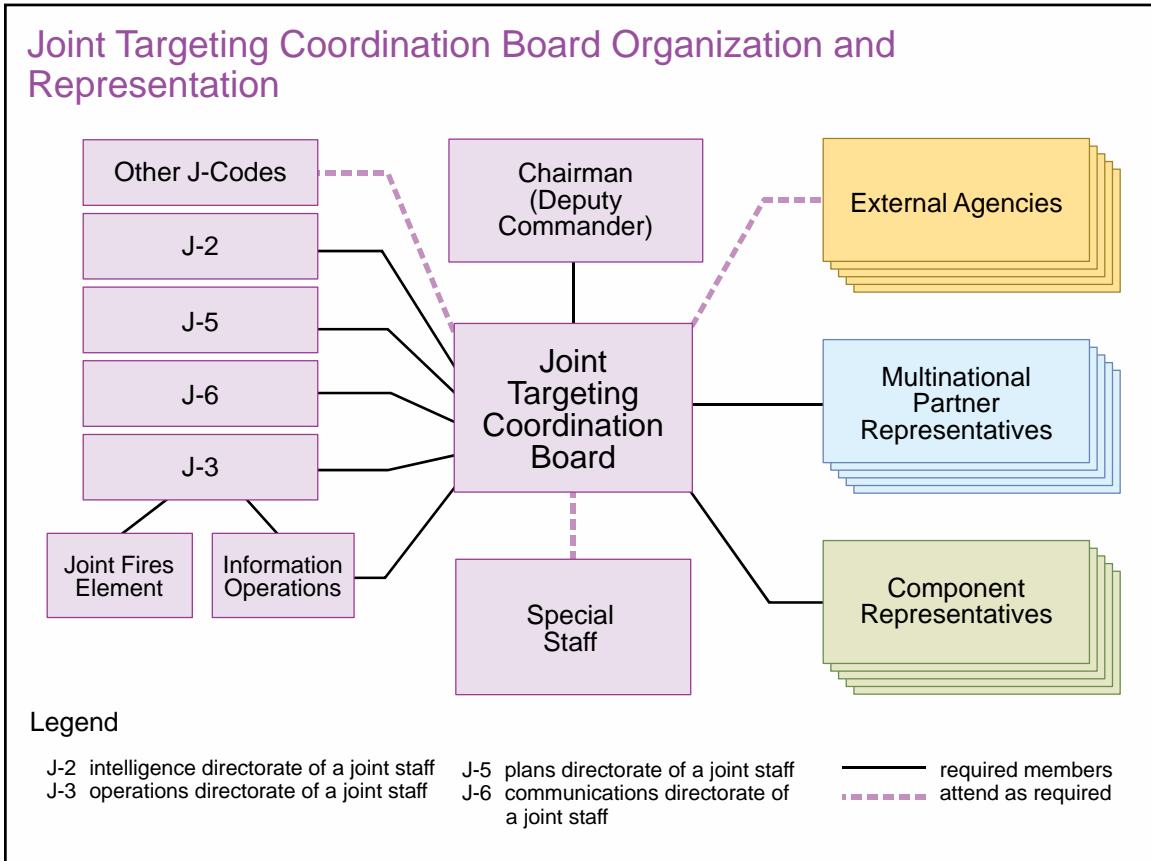 Joint Targeting Coordination Board Organization and
Representation
Other J-Codes
J-2
J-5
J-6
J-3
Joint Fires
Element
Information
Operations
Chairman
(Deputy
Commander)
Joint
Targeting
Coordination
Board
Special
Staff
External Agencies
Multinational
Partner
Representatives
Component
Representatives
Legend
J-2 intelligence directorate of a joint staff
J-3 operations directorate of a joint staff
J-5 plans directorate of a joint staff
J-6 communications directorate of
a joint staff
required members
attend as required